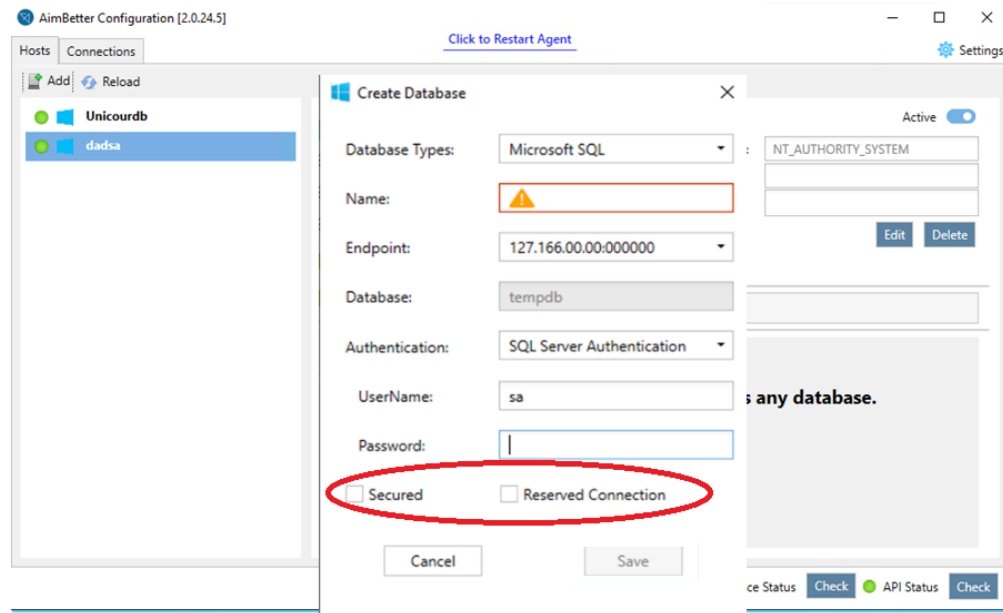 AimBetter Configuration [2.0.24.5]
Hosts
Connections
Click to Restart Agent
Settings
Add
Reload
Unicourdb
dadsa
Create Database
Active
Database Types:
Microsoft SQL
:
NT_AUTHORITY_SYSTEM
Name:
Endpoint:
127.166.00.00:000000
Edit
Delete
Database:
tempdb
Authentication:
SQL Server Authentication
UserName:
sa
s any database.
Password:
Secured
Reserved Connection
Cancel
Save
ce Status
Check
API Status
Check